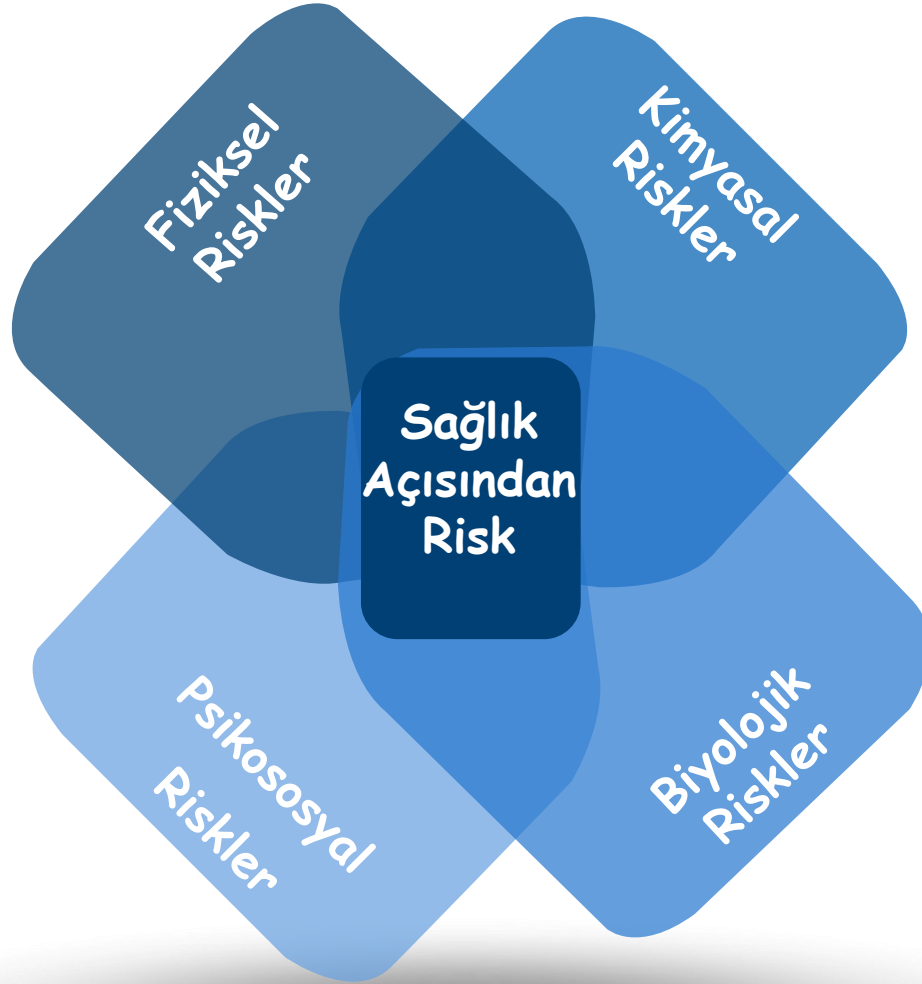 Fiziksel
Riskler
Kimyasal
Riskler
Sağlık
Açısından
Risk
Psikososyal
Riskler
Biyolojik
Riskler